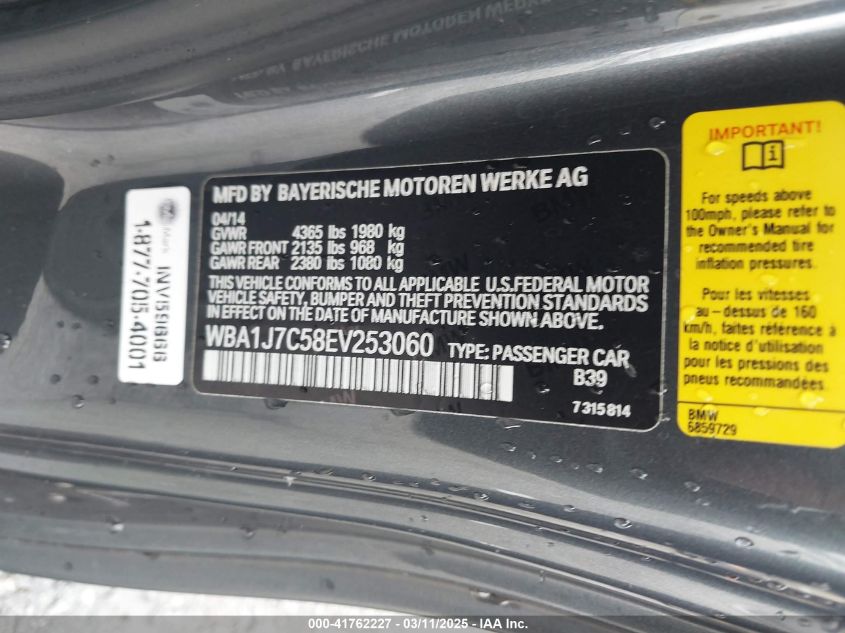 MFD BY BAYERISCHE MOTOREN WERKE AG
04/14
GVWR 4365 lbs 1980 kg
GAWR FRONT 2135 lbs 968 kg
GAWR REAR 2380 lbs 1080 kg
THIS VEHICLE CONFORMS TO ALL APPLICABLE U.S.FEDERAL MOTOR
VEHICLE SAFETY, BUMPER AND THEFT PREVENTION STANDARDS
IN EFFECT ON THE DATE OF MANUFACTURE SHOWN ABOVE.
WBA1J7C58EV253060 TYPE: PASSENGER CAR
B39
7315814
1-877-705-4001
IMPORTANT!
For speeds above
100mph, please refer to
the Owner's Manual for
recommended tire
inflation pressures.
Pour les vitesses
au-dessus de 160
km/h, faites référence à
la notice d'utilisation
pour les pressions des
pneus recommandées.
BMW
6859729
000-41762227 - 03/11/2025 - IAA Inc.